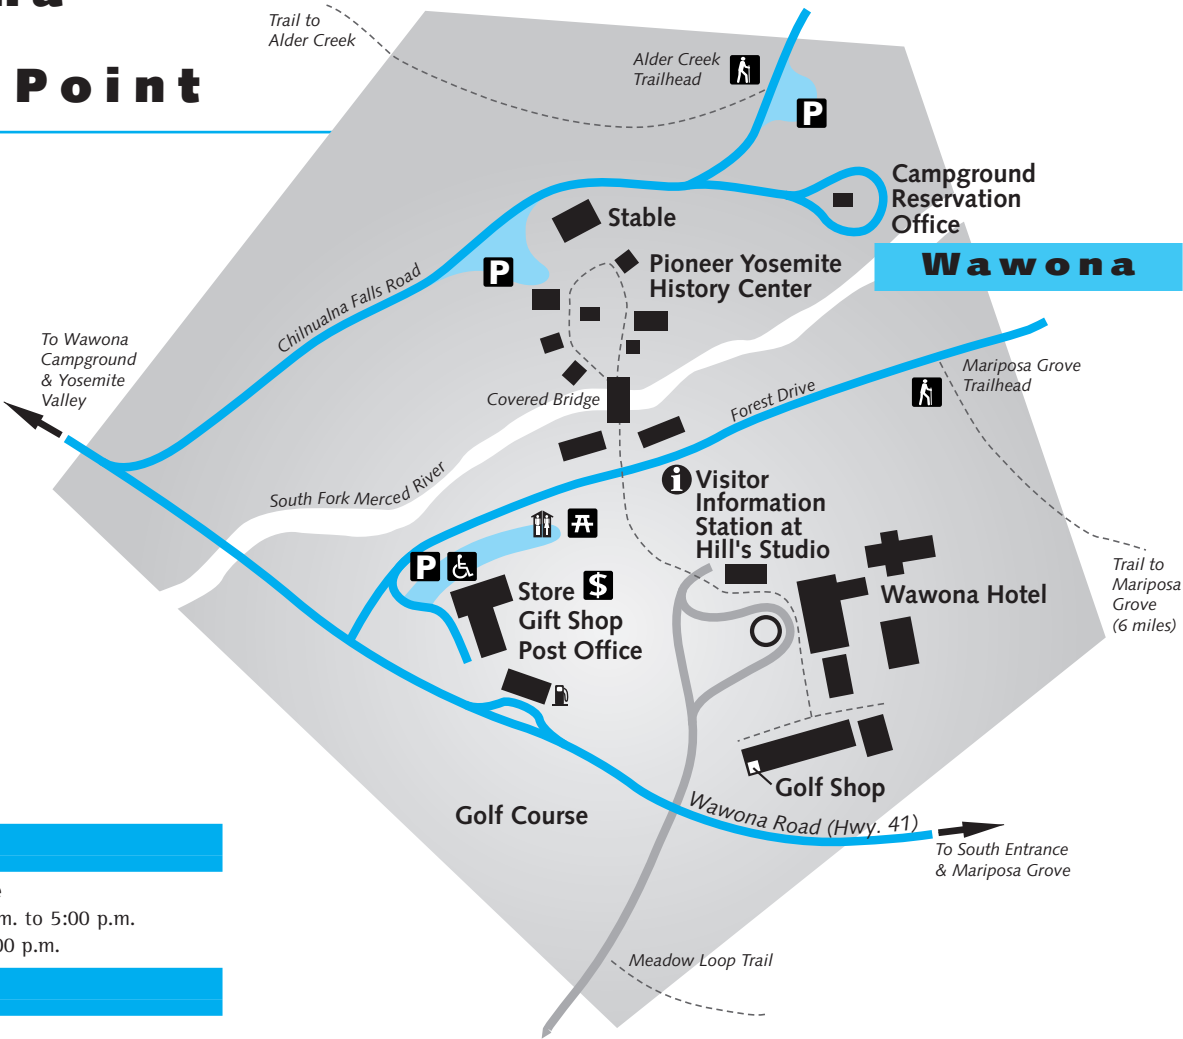 Point
Trail to
Alder Creek
Alder Creek
Trailhead
P
Campground
Reservation
Office
Wawona
Stable
Pioneer Yosemite
History Center
P
Chilnualna Falls Road
To Wawona
Campground
& Yosemite
Valley
Covered Bridge
Forest Drive
Mariposa Grove
Trailhead
South Fork Merced River
i Visitor
Information
Station at
Hill's Studio
P
Store $
Gift Shop
Post Office
Wawona Hotel
Trail to
Mariposa
Grove
(6 miles)
Golf Shop
Golf Course
Wawona Road (Hwy. 41)
To South Entrance
& Mariposa Grove
Meadow Loop Trail
m. to 5:00 p.m.
00 p.m.